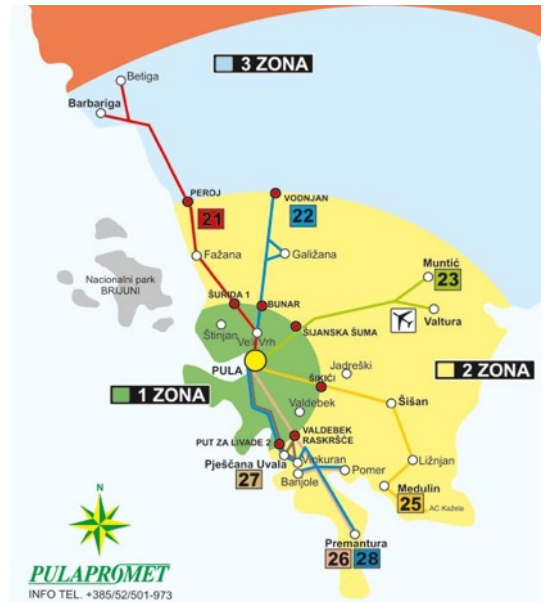 3 ZONA
Betiga
Barbariga
PEROJ
21
VODNJAN
22
Fažana
Galižana
Muntić
23
Nacionalni park
BRIJUNI
ŠURIDA 1
BUNAR
Štinjan
Veli Vrh
ŠIJANSKA ŠUMA
Valtura
PULA
Jadreški
2 ZONA
ŠIKIĆI
1 ZONA
Valdebek
Šišan
PUT ZA LIVADE 2
VALDEBEK
RASKRŠĆE
Pješčana Uvala
Vinkuran
27
Banjole
Pomer
Ližnjan
Medulin
25
AC Kažela
N
Premantura
26
28
PULAPROMET
INFO TEL. +385/52/501-973